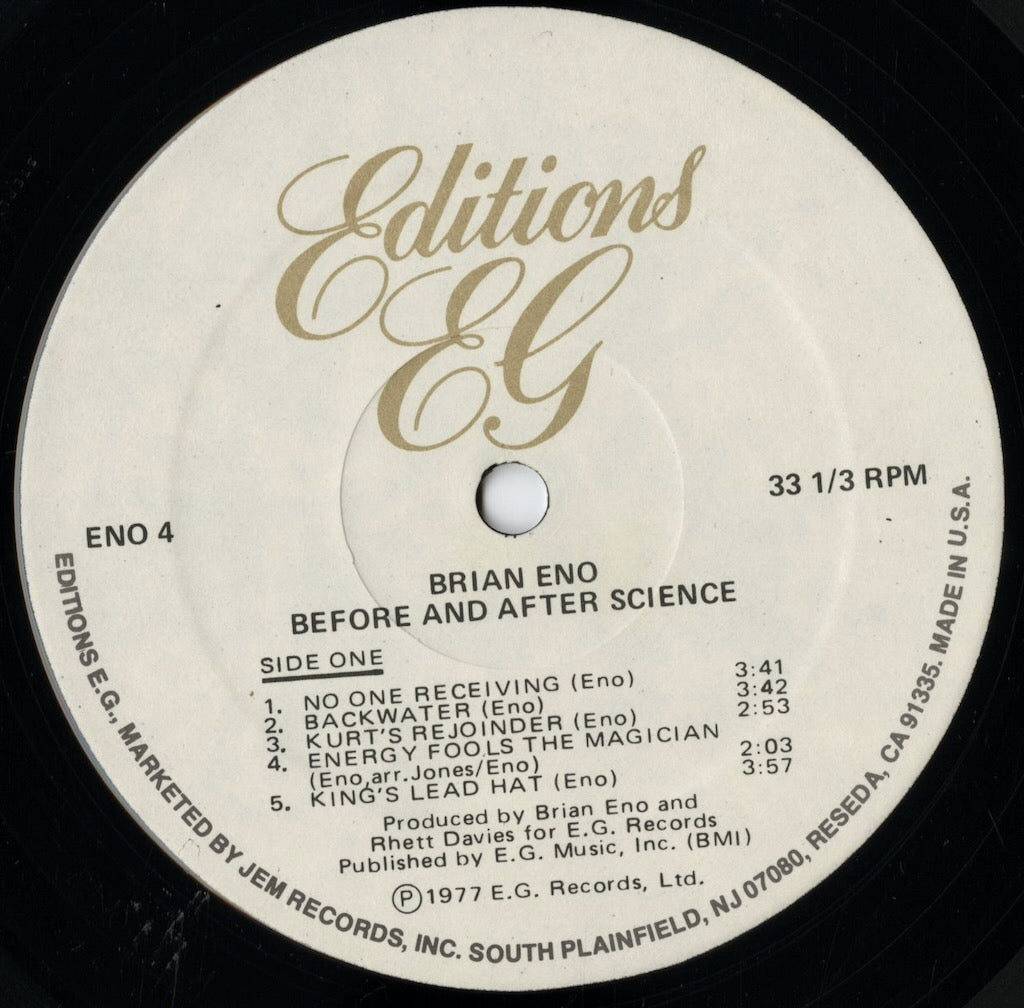 Editions
EG
33 1/3 RPM
ENO 4
BRIAN ENO
BEFORE AND AFTER SCIENCE
SIDE ONE
1. NO ONE RECEIVING (Eno) 3:41
2. BACKWATER (Eno) 3:42
3. KURT'S REJOINDER (Eno) 2:53
4. ENERGY FOOLS THE MAGICIAN
(Eno,arr.Jones/Eno) 2:03
5. KING'S LEAD HAT (Eno) 3:57
Produced by Brian Eno and
Rhett Davies for E.G. Records
Published by E.G. Music, Inc. (BMI)
Ⓟ1977 E.G. Records, Ltd.
EDITIONS E.G., MARKETED BY JEM RECORDS, INC. SOUTH PLAINFIELD, NJ 07080, RESEDA, CA 91335. MADE IN U.S.A.